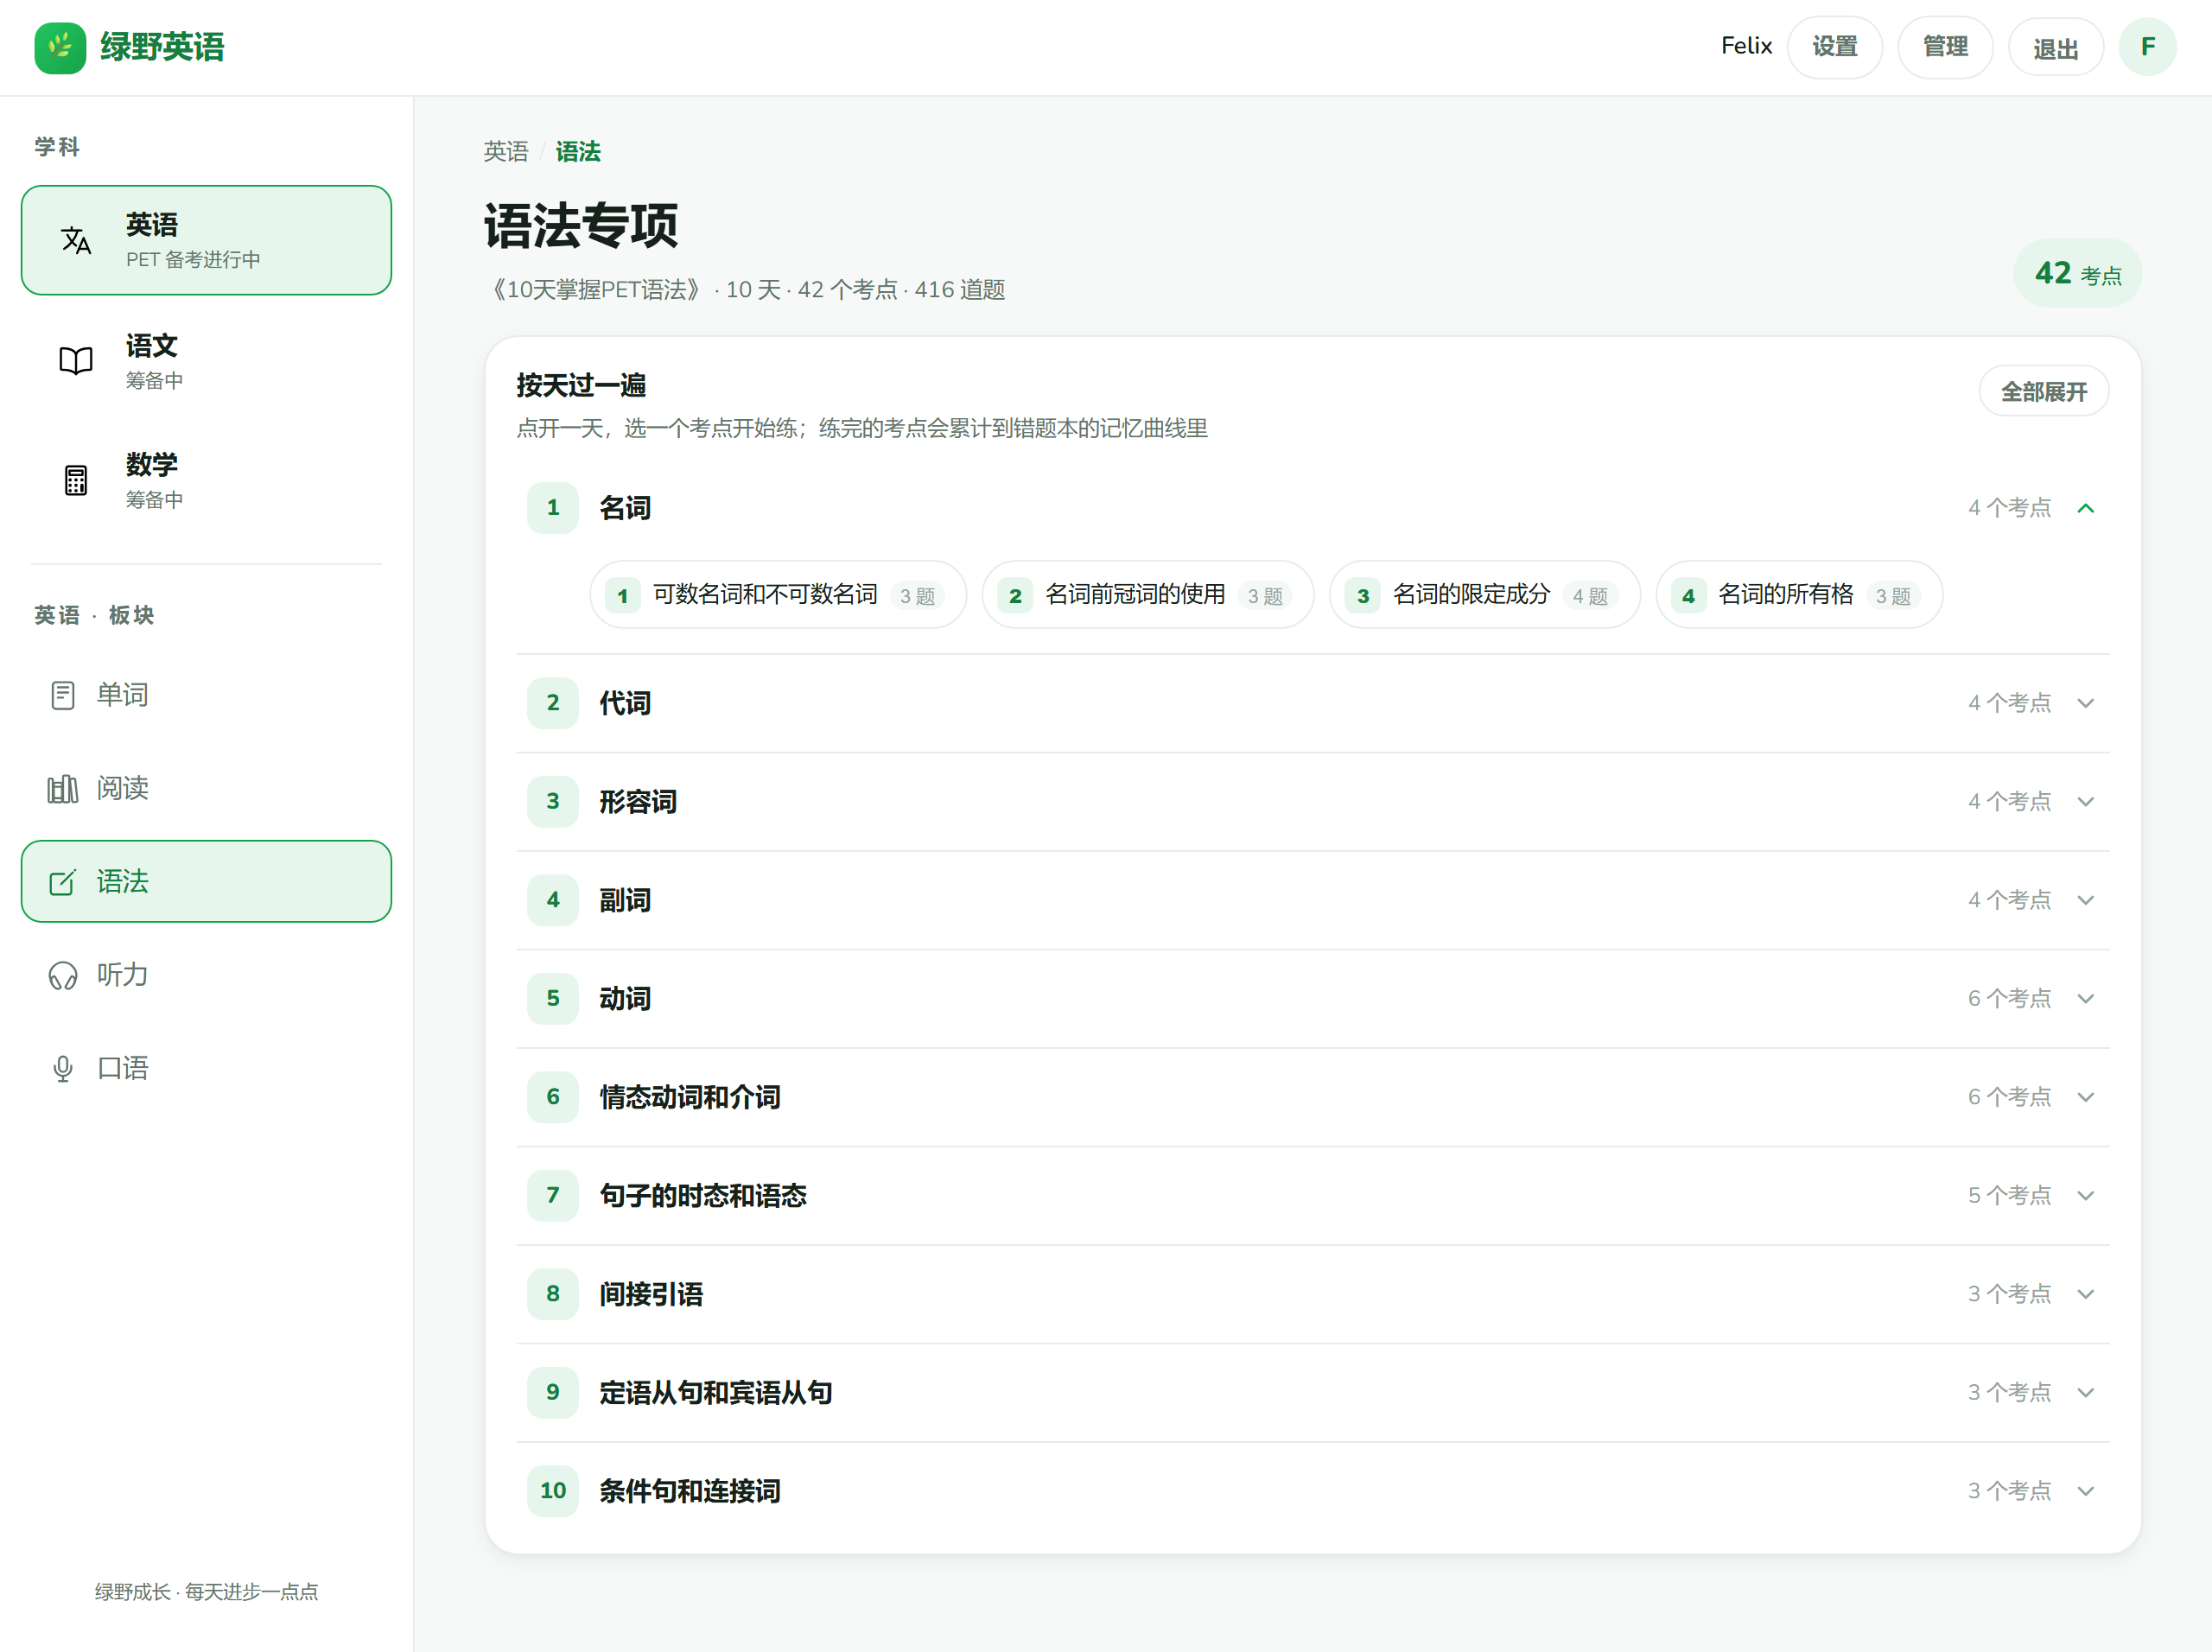 绿野英语
Felix 设置 管理 退出 F
学科
英语
PET 备考进行中
语文
筹备中
数学
筹备中
英语 · 板块
单词
阅读
语法
听力
口语
绿野成长 · 每天进步一点点
英语 / 语法
语法专项
《10天掌握PET语法》 · 10 天 · 42 个考点 · 416 道题
42 考点
按天过一遍
全部展开
点开一天，选一个考点开始练；练完的考点会累计到错题本的记忆曲线里
1 名词 4 个考点
1 可数名词和不可数名词 3 题 2 名词前冠词的使用 3 题 3 名词的限定成分 4 题 4 名词的所有格 3 题
2 代词 4 个考点
3 形容词 4 个考点
4 副词 4 个考点
5 动词 6 个考点
6 情态动词和介词 6 个考点
7 句子的时态和语态 5 个考点
8 间接引语 3 个考点
9 定语从句和宾语从句 3 个考点
10 条件句和连接词 3 个考点